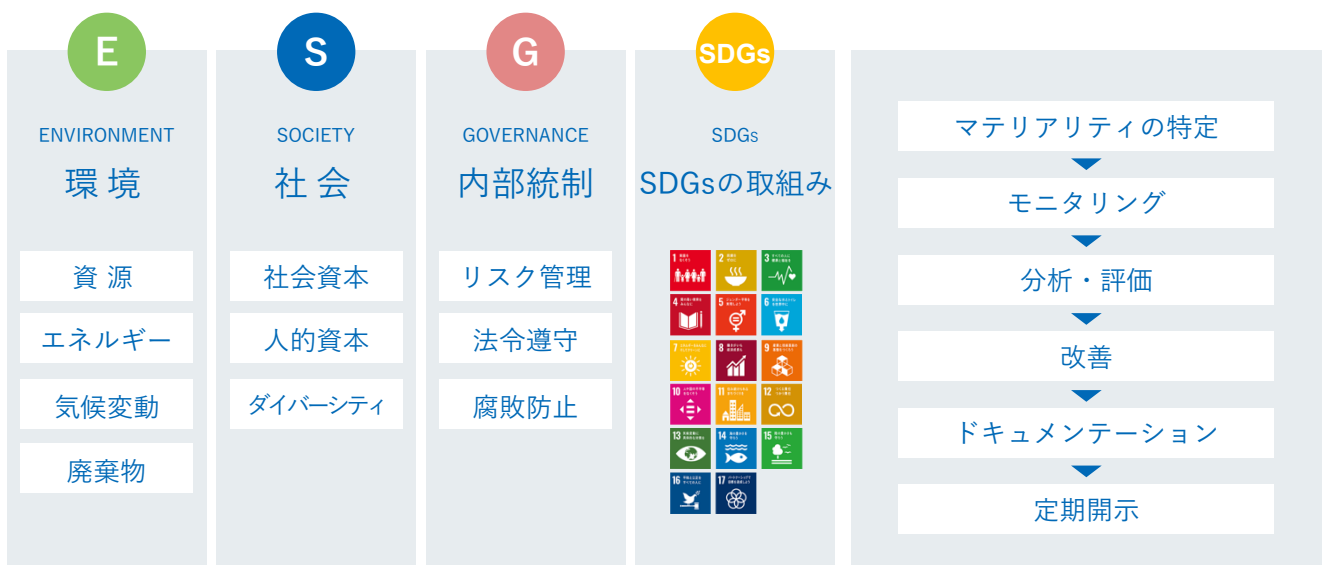 E
ENVIRONMENT
環 境
資 源
エネルギー
気候変動
廃棄物
S
SOCIETY
社 会
社会資本
人的資本
ダイバーシティ
G
GOVERNANCE
内部統制
リスク管理
法令遵守
腐敗防止
SDGs
SDGs
SDGsの取組み
1
2
3
4
5
6
7
8
9
10
11
12
13
14
15
16
17
マテリアリティの特定
モニタリング
分析・評価
改善
ドキュメンテーション
定期開示